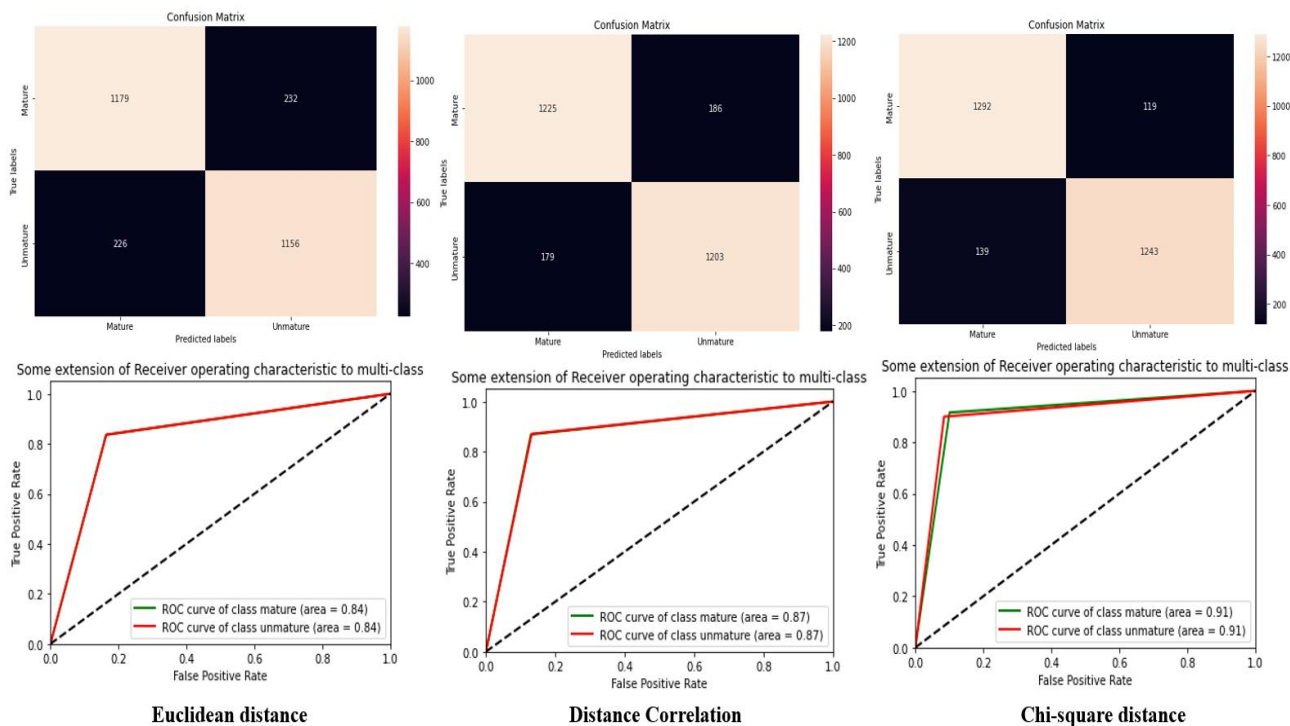 Confusion Matrix
Mature
Unmature
True labels
1179
232
226
1156
Mature
Unmature
Predicted labels
1000
800
600
400
Confusion Matrix
Mature
Unmature
True labels
1225
186
179
1203
Mature
Unmature
Predicted labels
1200
1000
800
600
400
200
Confusion Matrix
Mature
Unmature
True labels
1292
119
139
1243
Mature
Unmature
Predicted labels
1200
1000
800
600
400
200
Some extension of Receiver operating characteristic to multi-class
True Positive Rate
1.0
0.8
0.6
0.4
0.2
0.0
ROC curve of class mature (area = 0.84)
ROC curve of class unmature (area = 0.84)
0.0 0.2 0.4 0.6 0.8 1.0
False Positive Rate
Euclidean distance
Some extension of Receiver operating characteristic to multi-class
True Positive Rate
1.0
0.8
0.6
0.4
0.2
0.0
ROC curve of class mature (area = 0.87)
ROC curve of class unmature (area = 0.87)
0.0 0.2 0.4 0.6 0.8 1.0
False Positive Rate
Distance Correlation
Some extension of Receiver operating characteristic to multi-class
True Positive Rate
1.0
0.8
0.6
0.4
0.2
0.0
ROC curve of class mature (area = 0.91)
ROC curve of class unmature (area = 0.91)
0.0 0.2 0.4 0.6 0.8 1.0
False Positive Rate
Chi-square distance